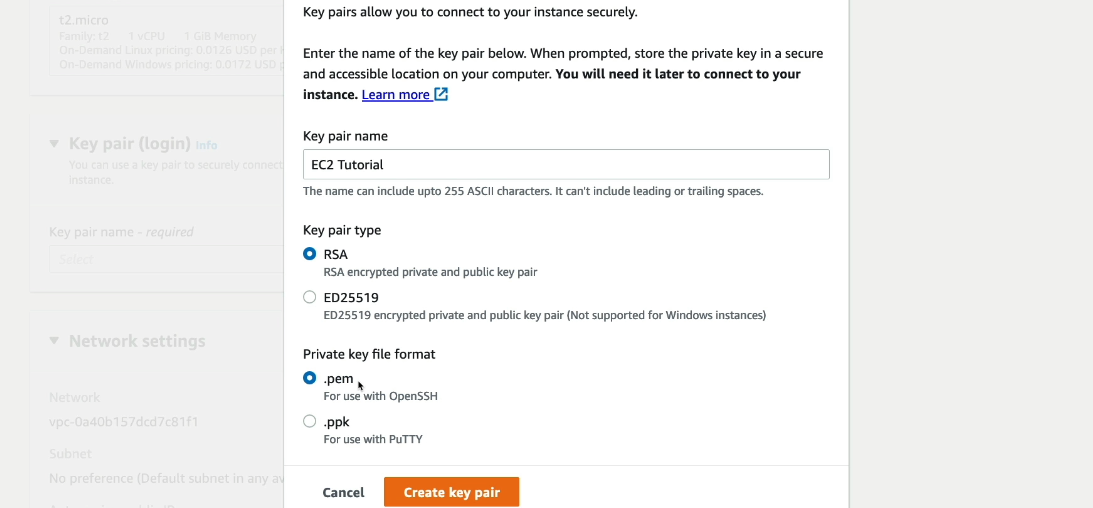 t2.micro
Family: t2 1 vCPU 1 GiB Memory
On-Demand Linux pricing: 0.0126 USD per
On-Demand Windows pricing: 0.0172 USD p
Key pair (login) Info
You can use a key pair to securely connect
instance.
Key pair name - required
Select
Network settings
Network
vpc-0a40b157dcd7c81f1
Subnet
No preference (Default subnet in any av
Key pairs allow you to connect to your instance securely.
Enter the name of the key pair below. When prompted, store the private key in a secure
and accessible location on your computer. You will need it later to connect to your
instance. Learn more
Key pair name
EC2 Tutorial
The name can include upto 255 ASCII characters. It can't include leading or trailing spaces.
Key pair type
RSA
RSA encrypted private and public key pair
ED25519
ED25519 encrypted private and public key pair (Not supported for Windows instances)
Private key file format
.pem
For use with OpenSSH
.ppk
For use with PuTTY
Cancel Create key pair